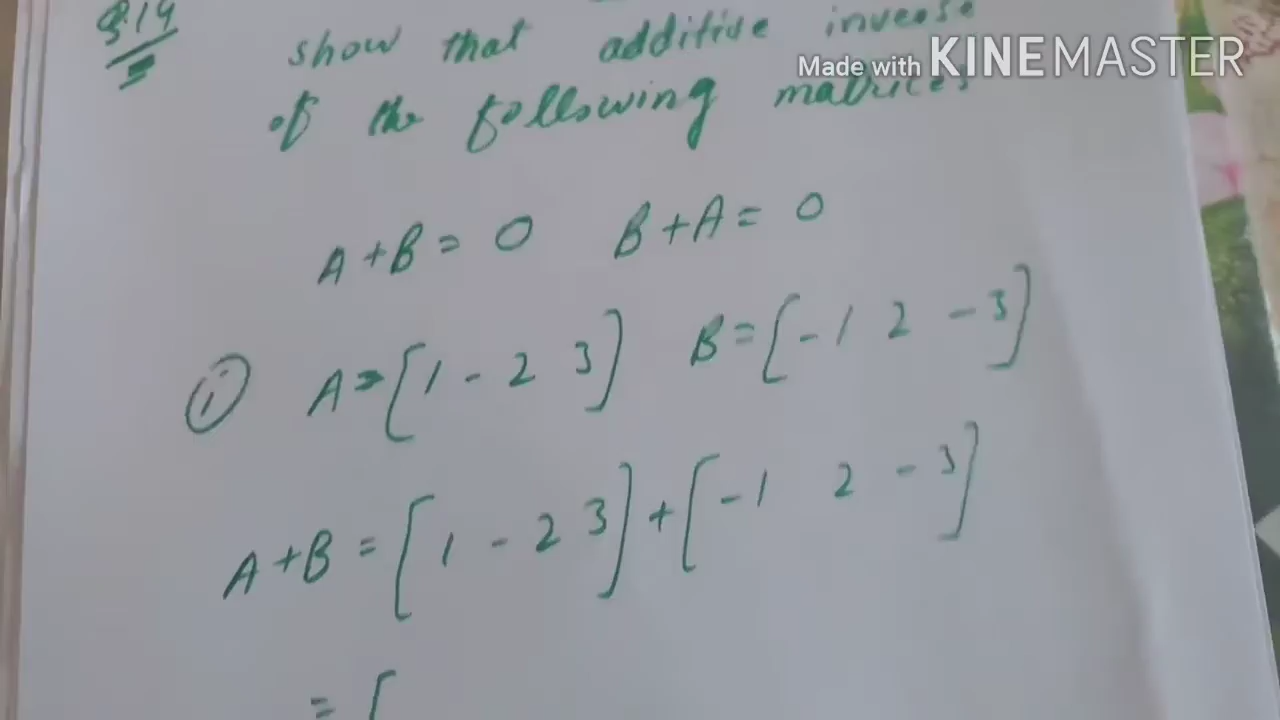 Q.14
show that additive inverse
Made with KINEMASTER
of the following matrices
A+B = 0 B+A = 0
(i) A = [1 - 2 3] B = [- 1 2 - 3]
A+B = [1 - 2 3] + [- 1 2 - 3]
= [